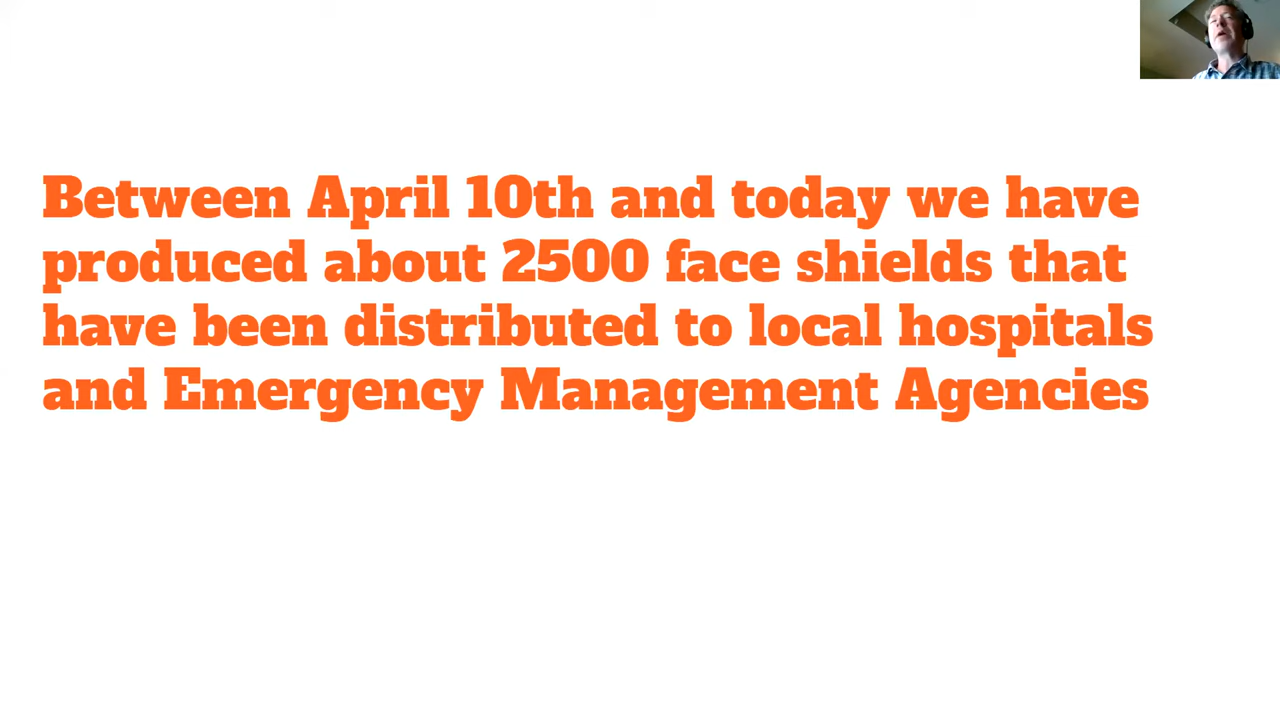 Between April 10th and today we have
produced about 2500 face shields that
have been distributed to local hospitals
and Emergency Management Agencies